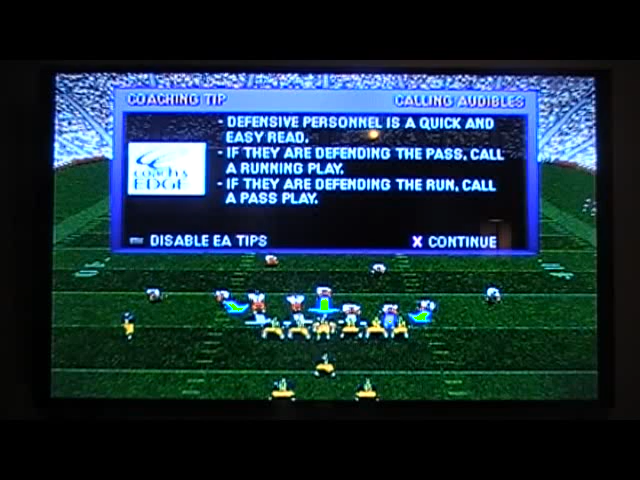 COACHING TIP
CALLING AUDIBLES
- DEFENSIVE PERSONNEL IS A QUICK AND
EASY READ.
- IF THEY ARE DEFENDING THE PASS, CALL
A RUNNING PLAY.
- IF THEY ARE DEFENDING THE RUN, CALL
A PASS PLAY.
COACH'S
EDGE
DISABLE EA TIPS
X CONTINUE